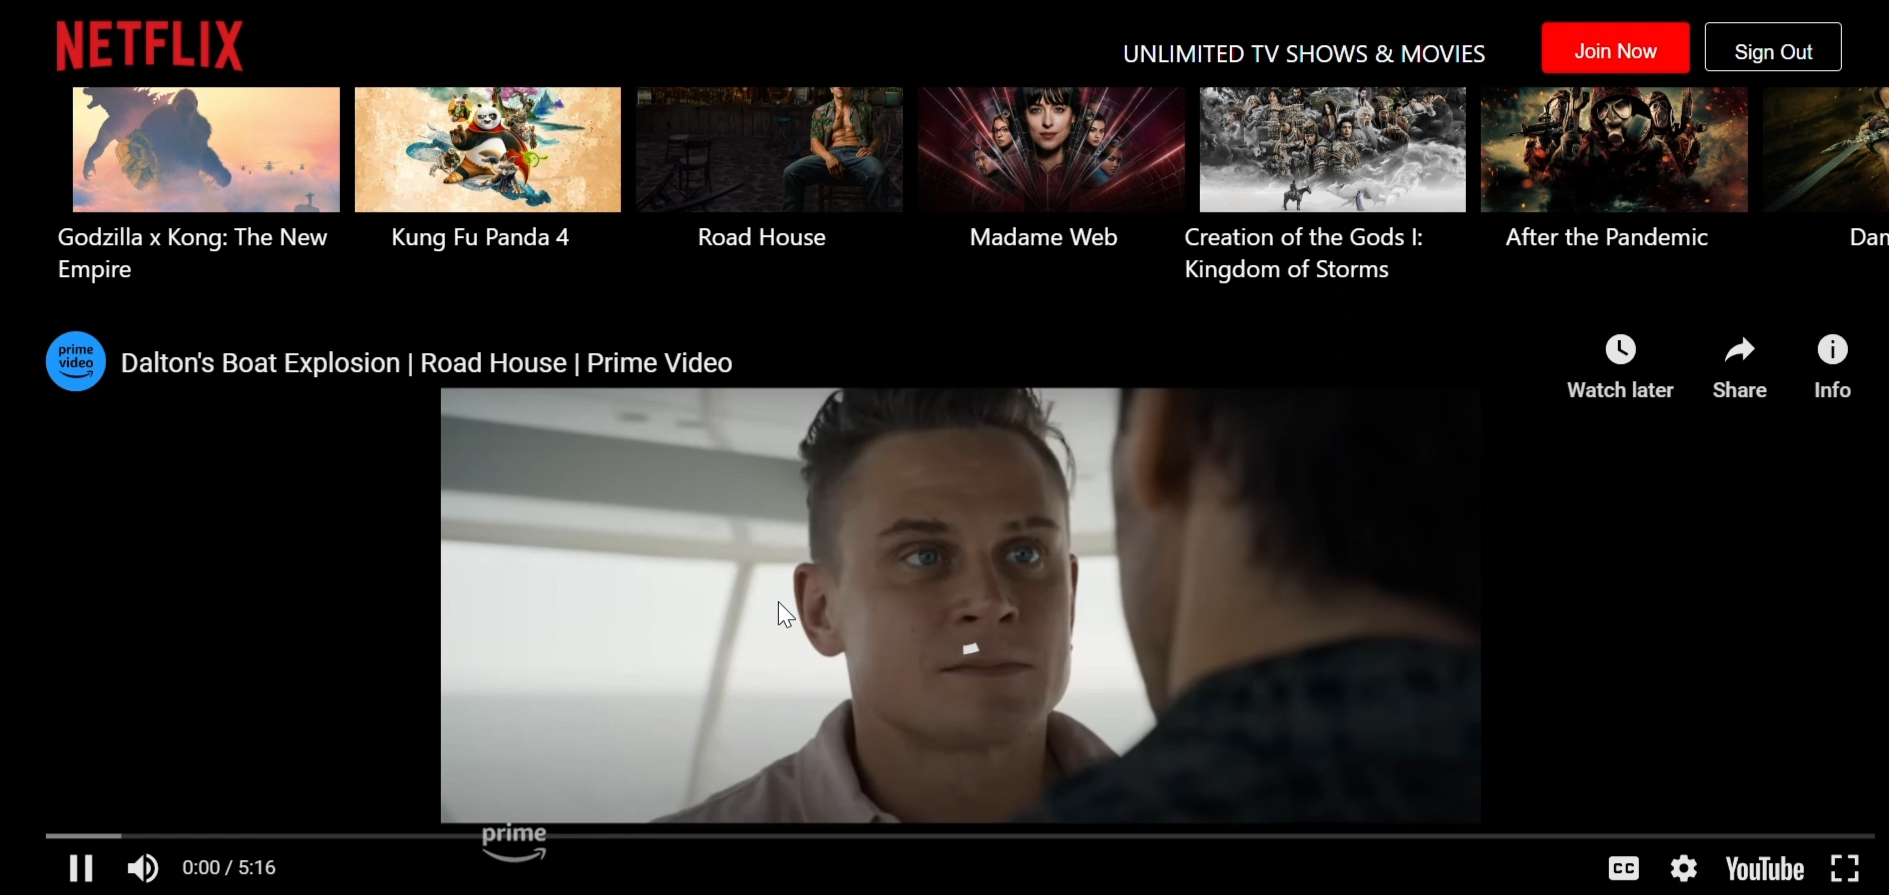 NETFLIX
UNLIMITED TV SHOWS & MOVIES
Join Now
Sign Out
Godzilla x Kong: The New
Empire
Kung Fu Panda 4
Road House
Madame Web
Creation of the Gods I:
Kingdom of Storms
After the Pandemic
Dan
prime
video
Dalton's Boat Explosion | Road House | Prime Video
Watch later
Share
Info
prime
0:00 / 5:16
CC
YouTube